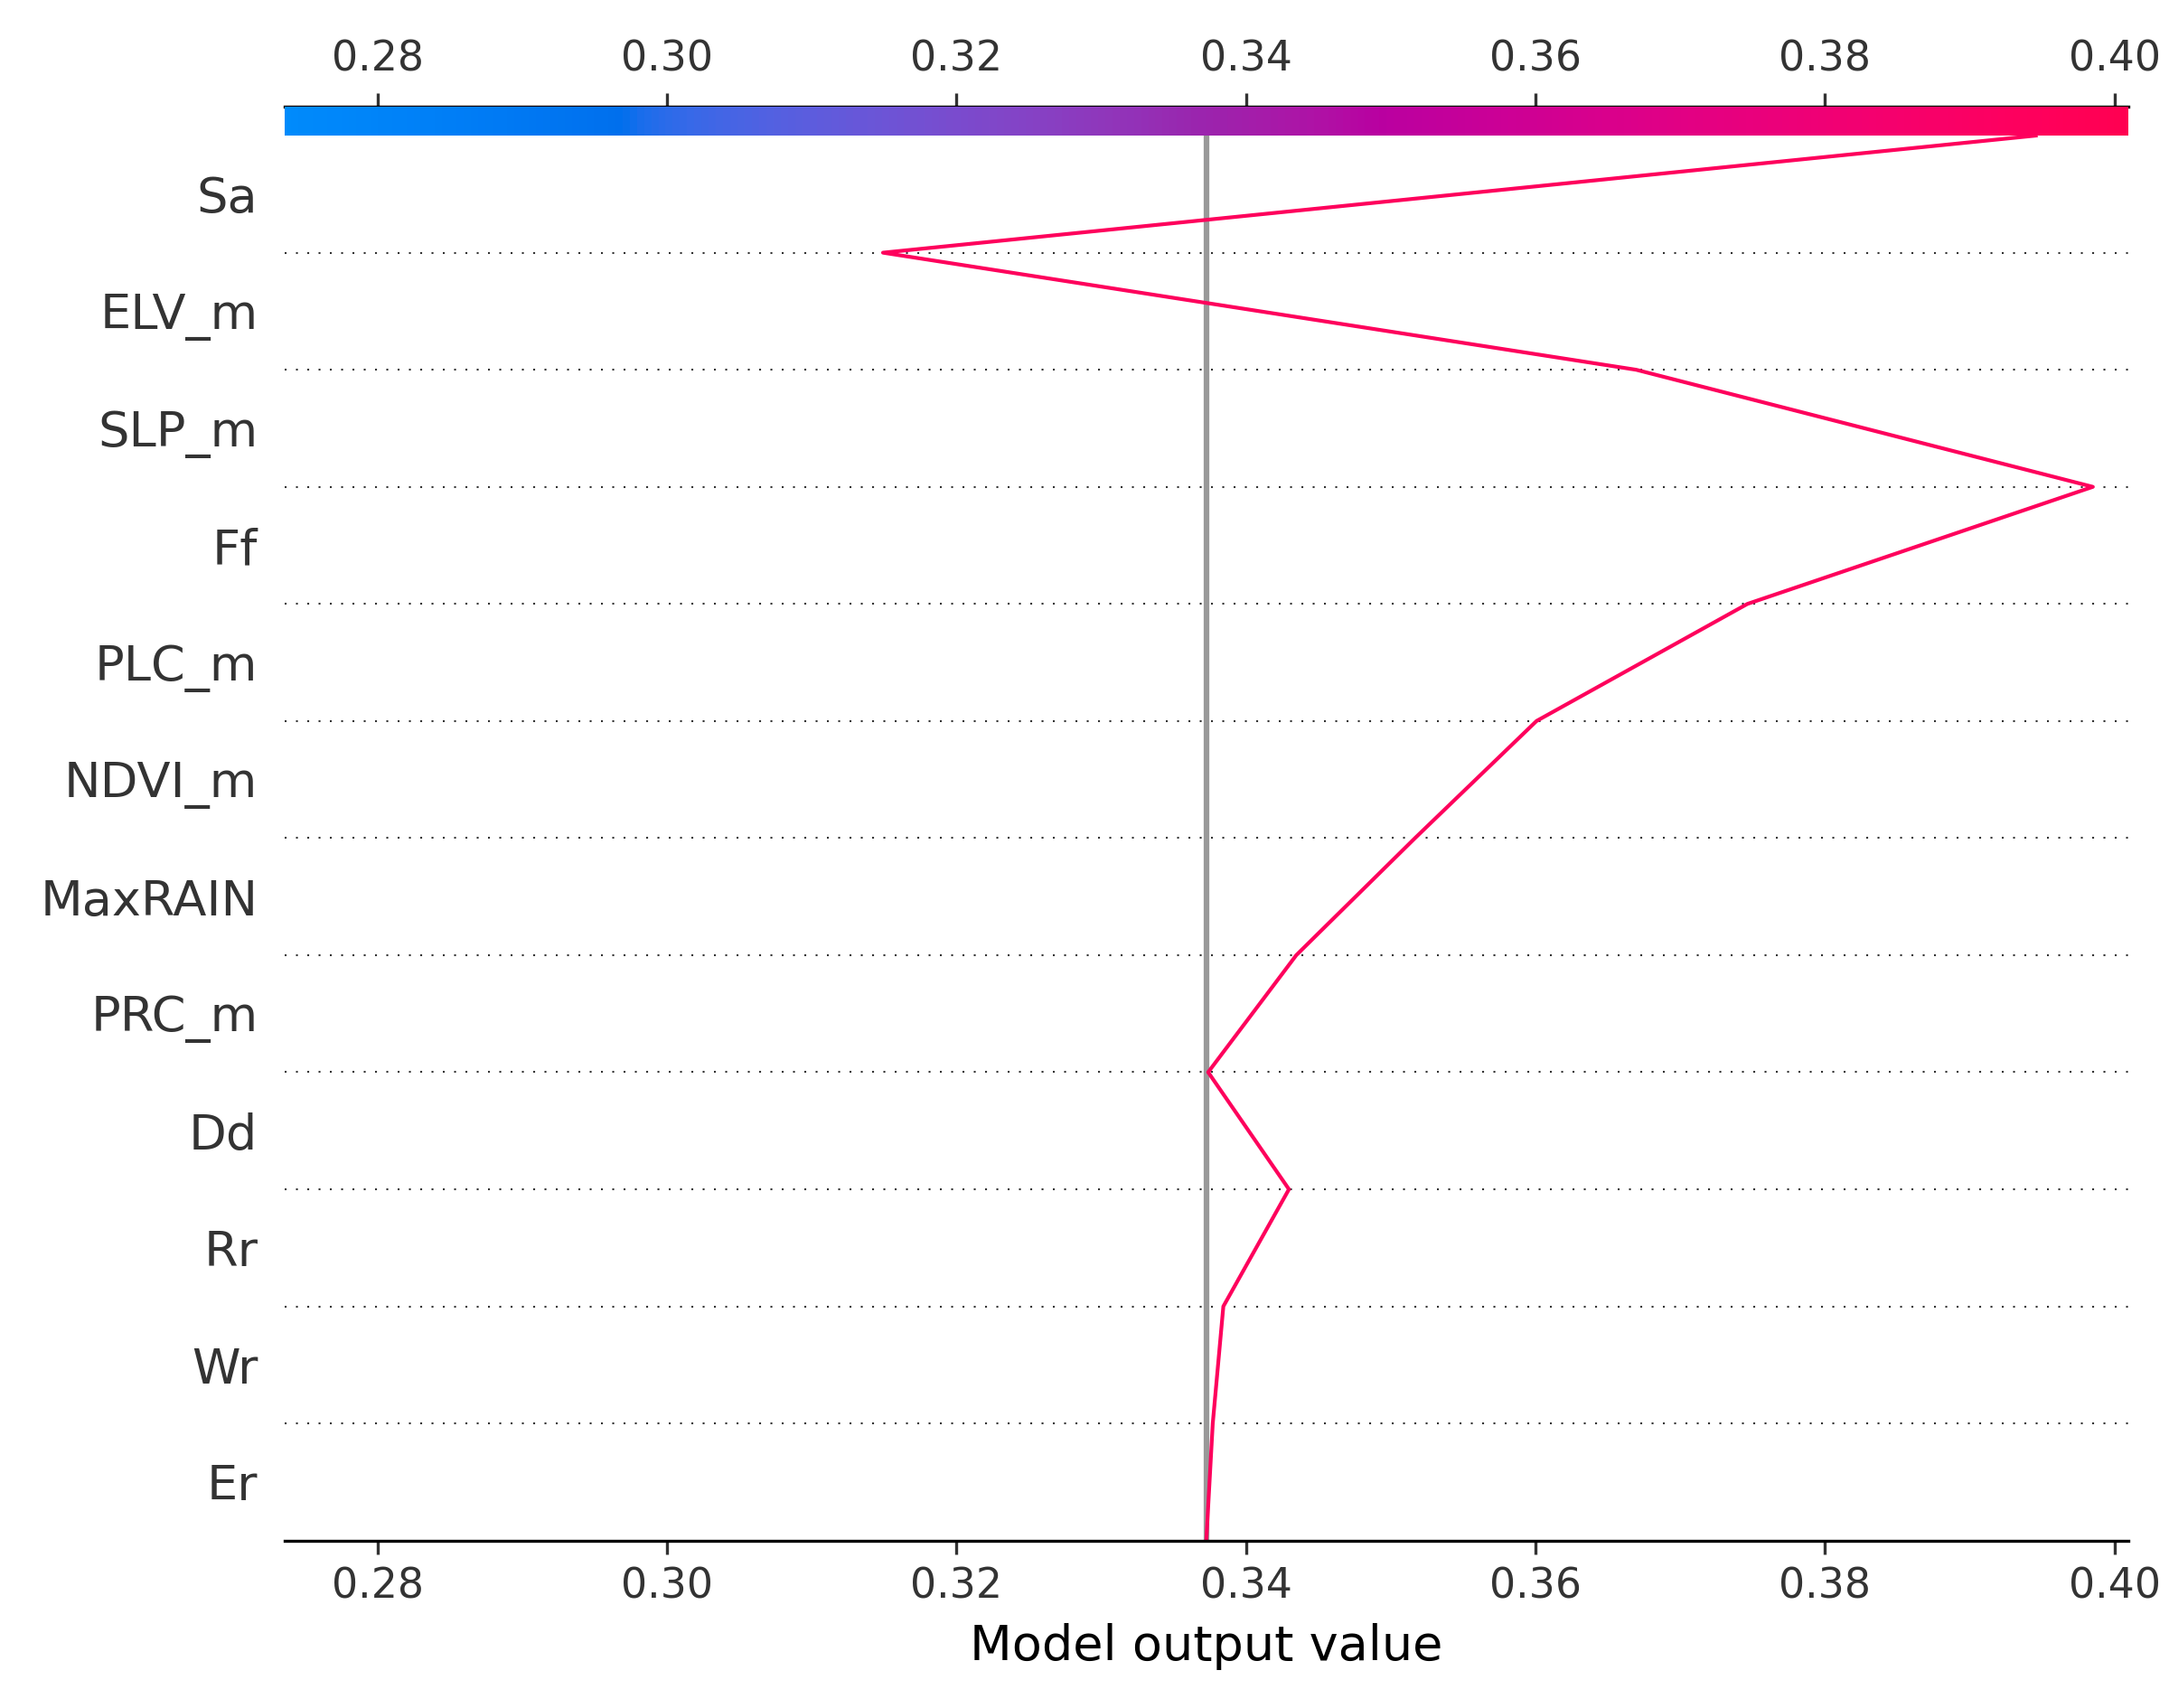 0.28 0.30 0.32 0.34 0.36 0.38 0.40
Sa
ELV_m
SLP_m
Ff
PLC_m
NDVI_m
MaxRAIN
PRC_m
Dd
Rr
Wr
Er
0.28 0.30 0.32 0.34 0.36 0.38 0.40
Model output value